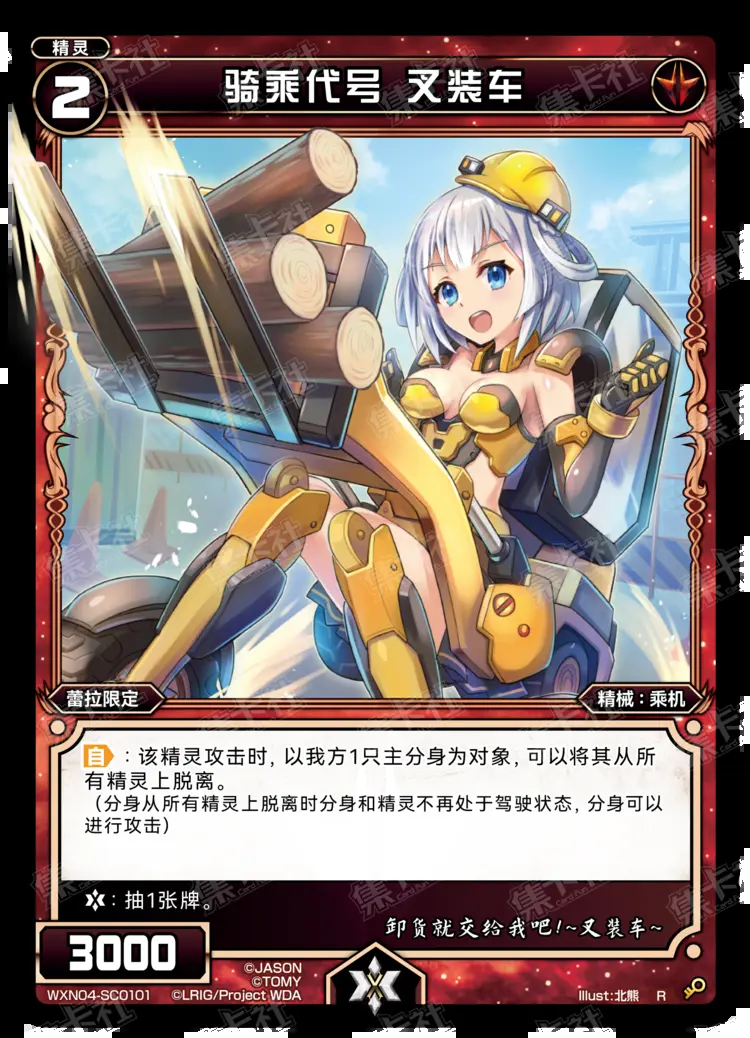 精灵
2
骑乘代号 叉装车
蕾拉限定
精械：乘机
自：该精灵攻击时，以我方1只主分身为对象，可以将其从所
有精灵上脱离。
（分身从所有精灵上脱离时分身和精灵不再处于驾驶状态，分身可以
进行攻击）
：抽1张牌。
卸货就交给我吧!~叉装车~
3000
©JASON
©TOMY
WXN04-SC0101 ©LRIG/Project WDA
Illust:北熊 R
集卡社